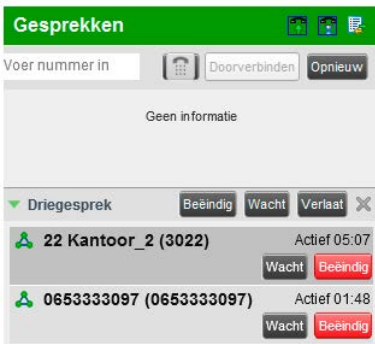 Gesprekken
Voer nummer in Doorverbinden Opnieuw
Geen informatie
Driegesprek Beëindig Wacht Verlaat
22 Kantoor_2 (3022) Actief 05:07
Wacht Beëindig
0653333097 (0653333097) Actief 01:48
Wacht Beëindig